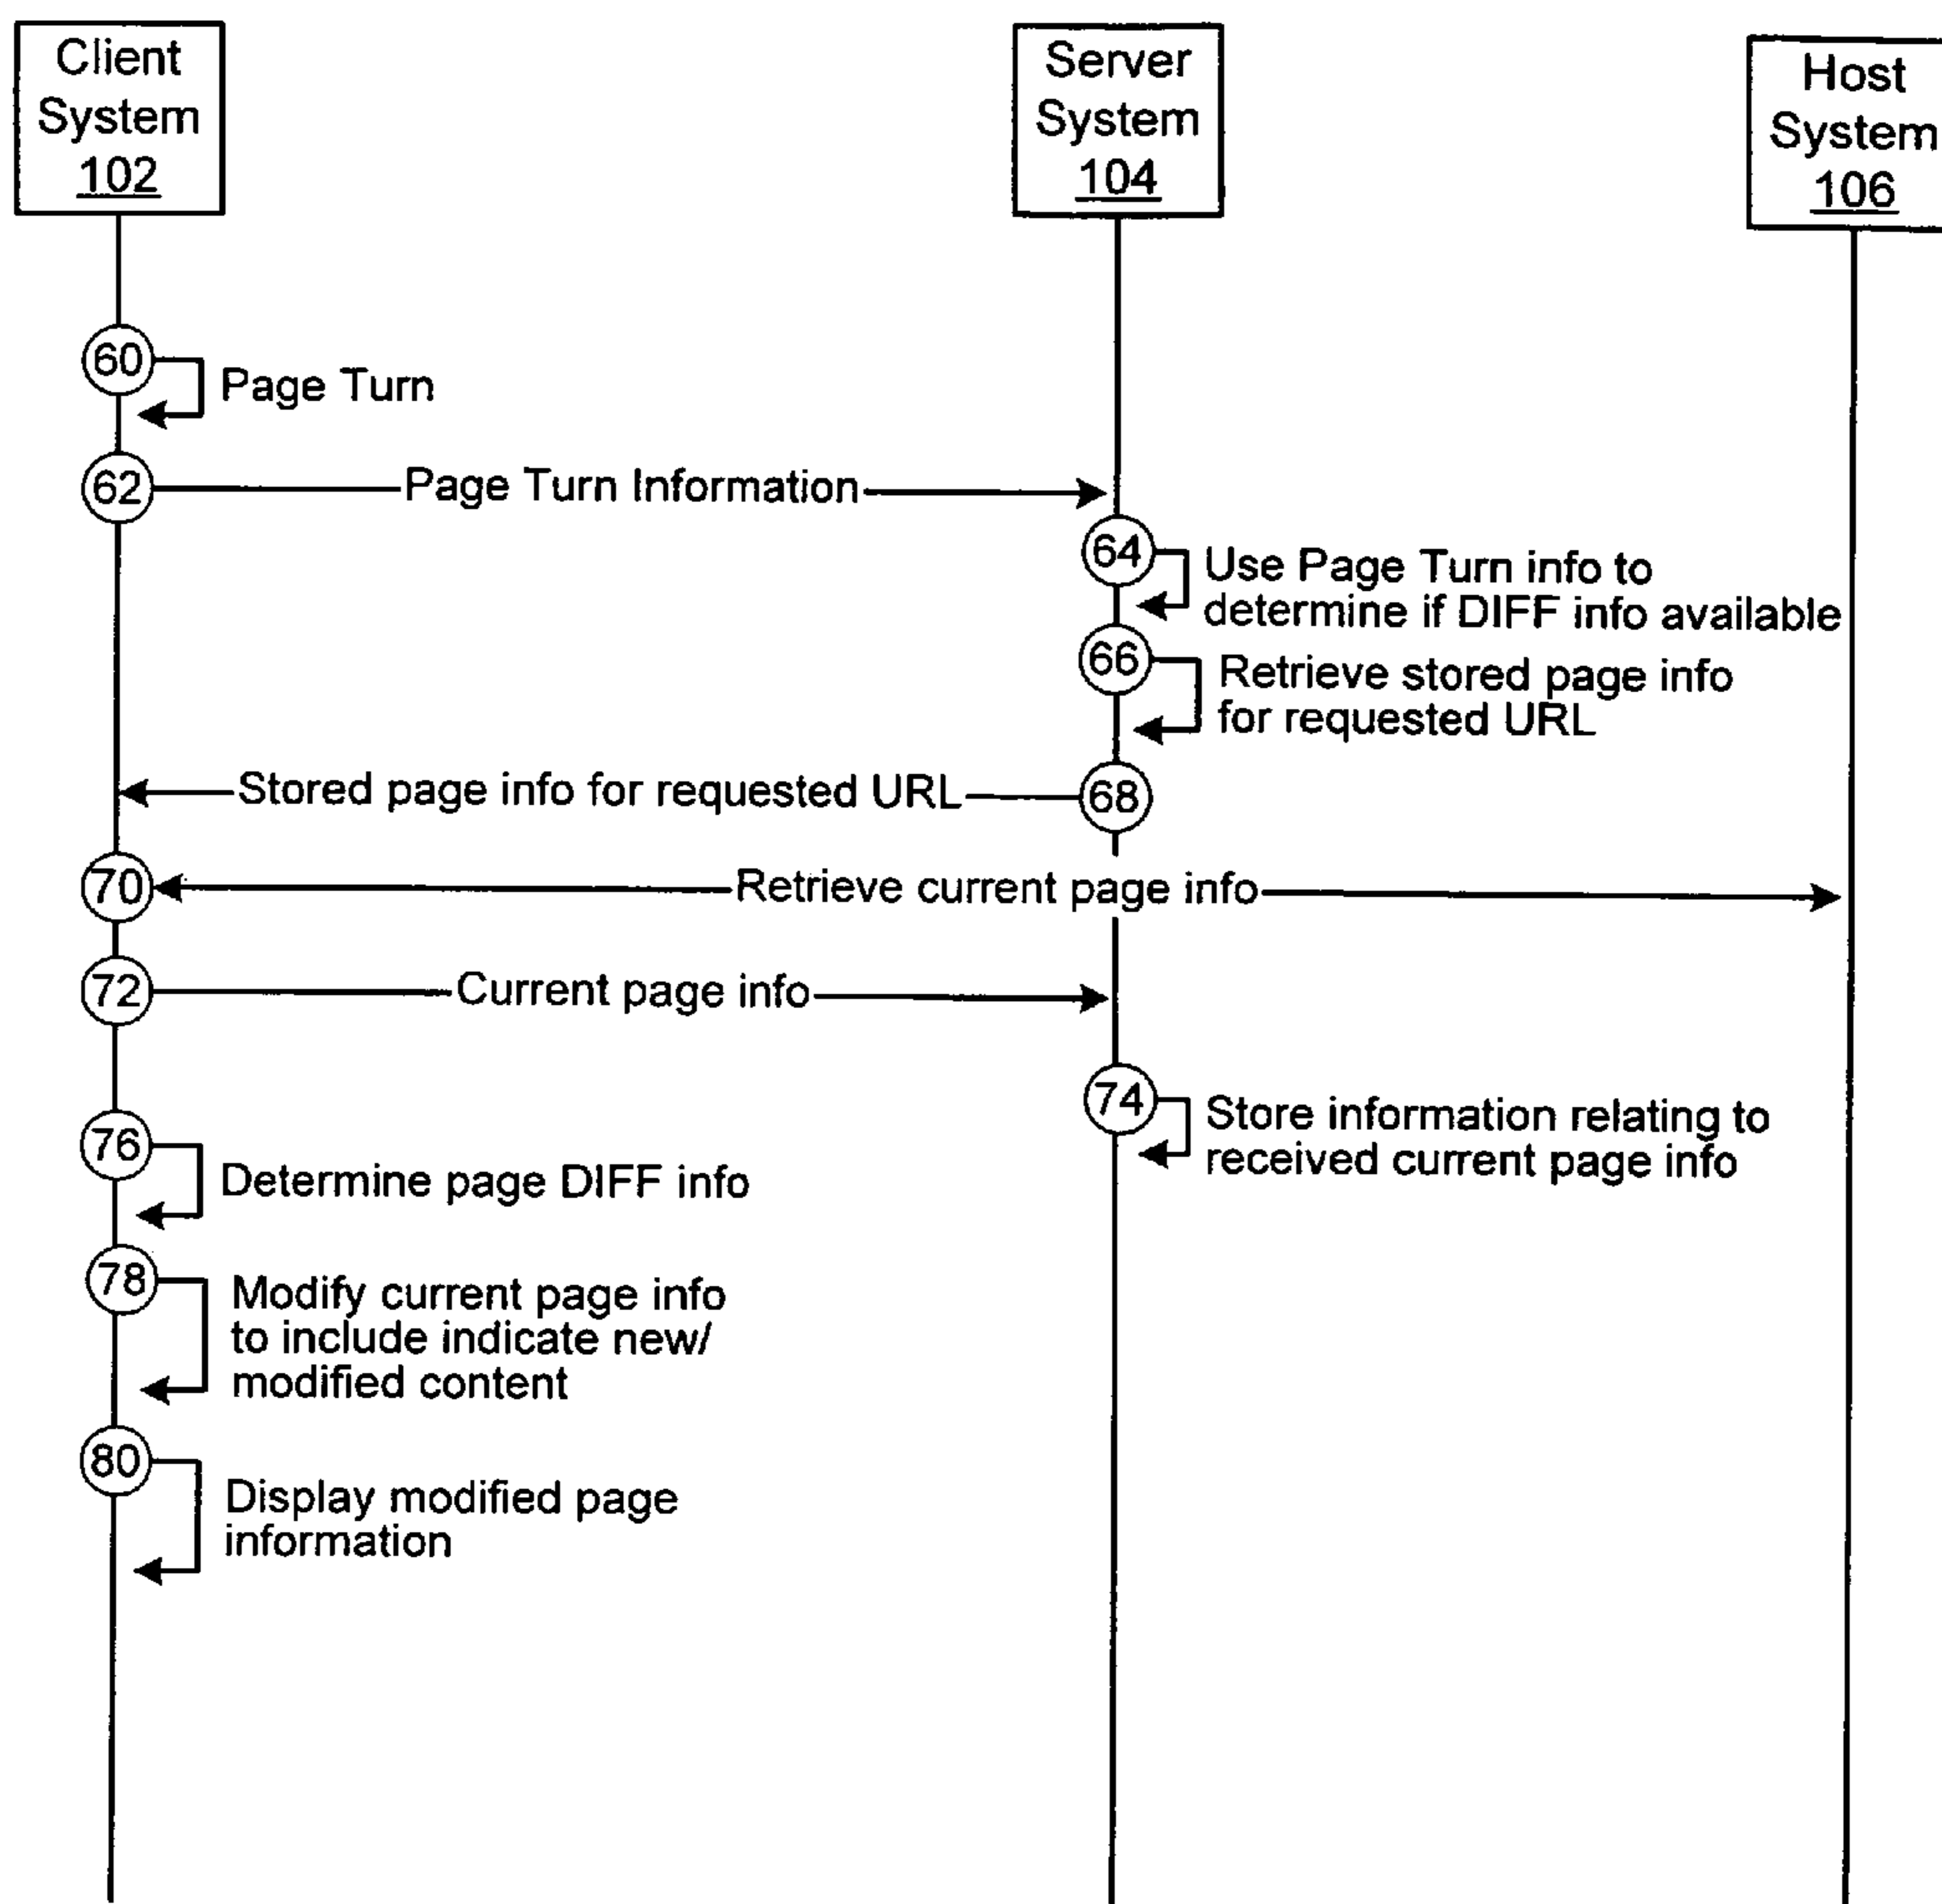 Client
System
102
Server
System
104
Host
System
106
60
Page Turn
62
Page Turn Information
64
Use Page Turn info to
determine if DIFF info available
66
Retrieve stored page info
for requested URL
Stored page info for requested URL
68
70
Retrieve current page info
72
Current page info
74
Store information relating to
received current page info
76
Determine page DIFF info
78
Modify current page info
to include indicate new/
modified content
80
Display modified page
information